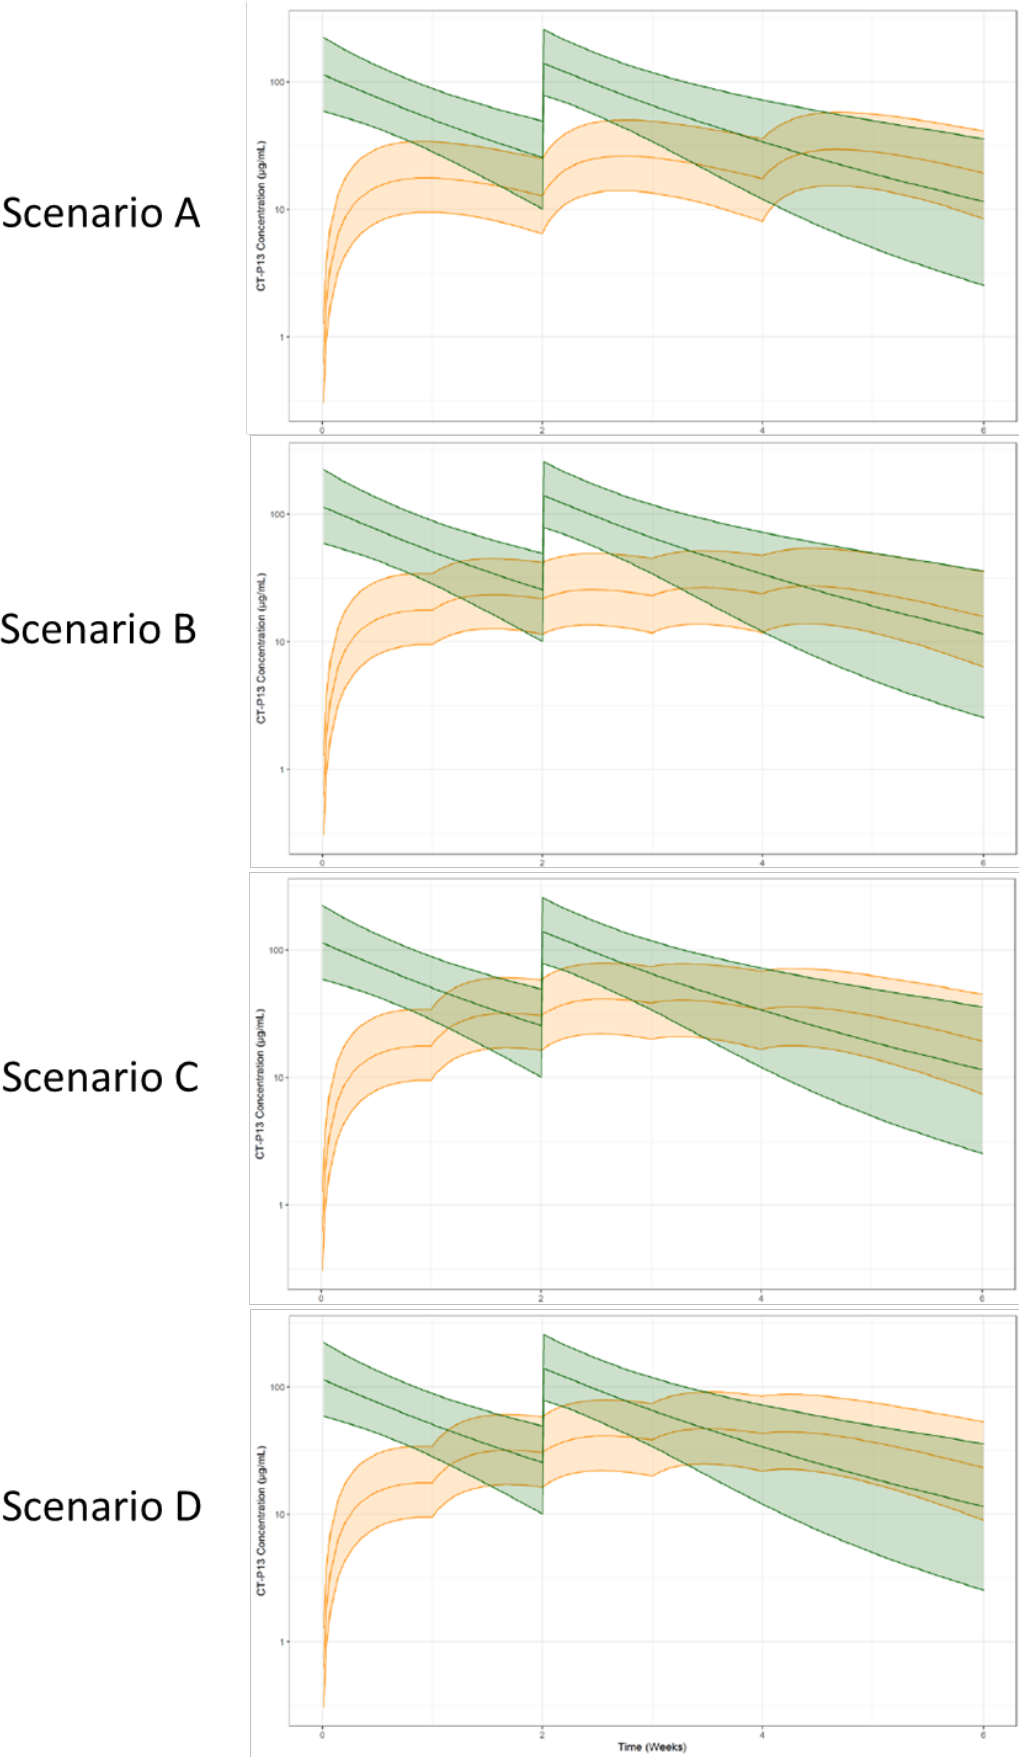 Scenario A
CT-P13 Concentration (µg/mL)
100
10
1
0 2 4 6
Scenario B
CT-P13 Concentration (µg/mL)
100
10
1
0 2 4 6
Scenario C
CT-P13 Concentration (µg/mL)
100
10
1
0 2 4 6
Scenario D
CT-P13 Concentration (µg/mL)
100
10
1
0 2 4 6
Time (Weeks)